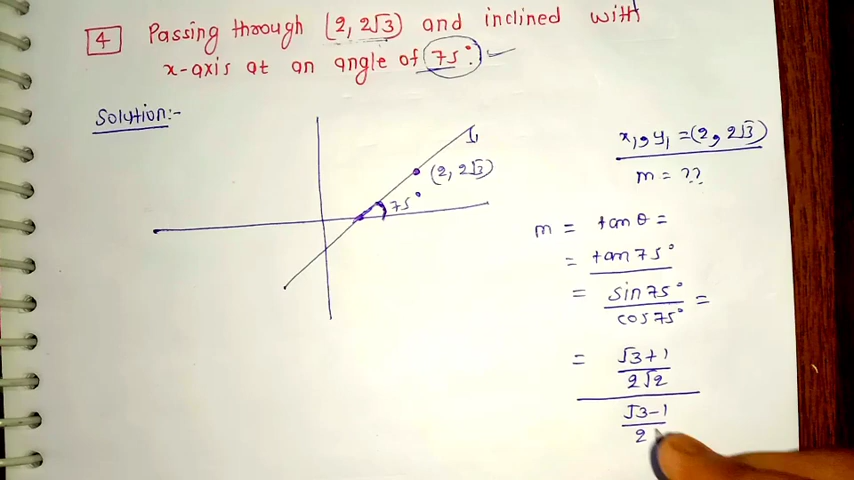 4 Passing through (2, 2√3) and inclined with
x-axis at an angle of 75°.
Solution:-
L
(2, 2√3)
75°
x₁, y₁ = (2, 2√3)
m = ??
m = tan θ =
= tan 75°
= sin 75° / cos 75° =
= (√3+1 / 2√2) / (√3-1 / 2